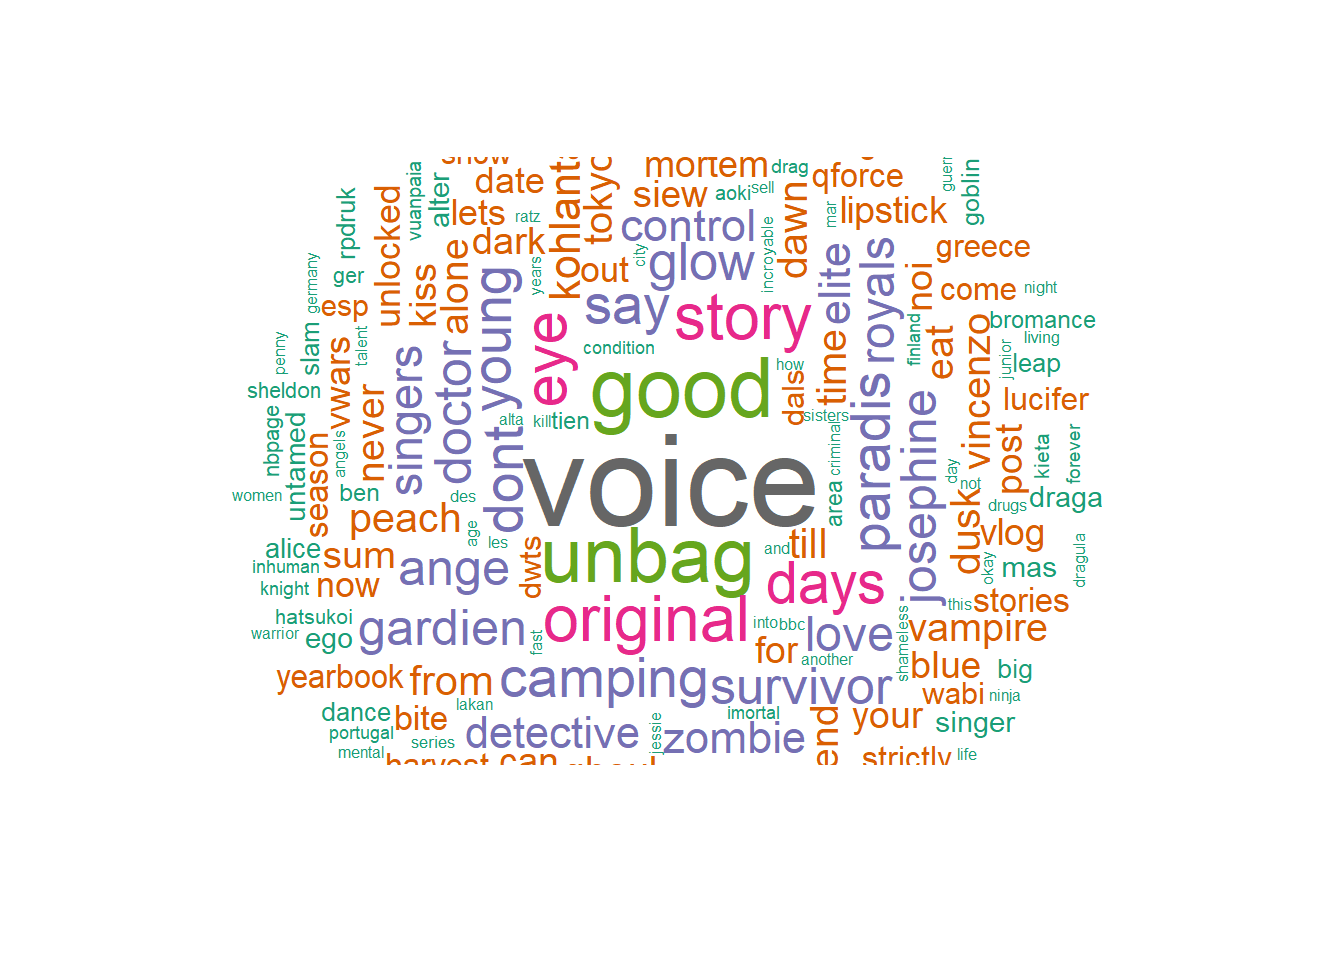 mortem
drag
qforce
guerr
goblin
date
siew
aoki
sell
lipstick
alter
vuanpaia
rpdruk
unlocked
lets
ratz
dark
kohlant
tokyo
control
dawn
mar
greece
ger
germany
esp
kiss
alone
years
out
city
glow
incroyable
elite
royals
noi
come
night
young
say
story
bromance
living
slam
talent
vwars
eye
condition
finland
eat
vincenzo
junior
leap
penny
sheldon
singers
doctor
good
how
dals
time
paradis
lucifer
never
alta
kill
tien
sisters
josephine
nbpage
untamed
season
angels
dont
voice
area
criminal
post
kieta
forever
women
ben
des
day
not
draga
peach
age
les
dusk
drugs
vlog
alice
sum
ange
dwts
unbag
and
till
okay
mas
dragula
inhuman
knight
now
days
this
stories
hatsukoi
warrior
ego
gardien
fast
original
into
bbc
love
shameless
vampire
yearbook
from
camping
survivor
for
another
blue
big
wabi
ninja
dance
bite
lakan
imortal
end
your
singer
portugal
mental
series
detective
jessie
zombie
strictly
life
harvest
can